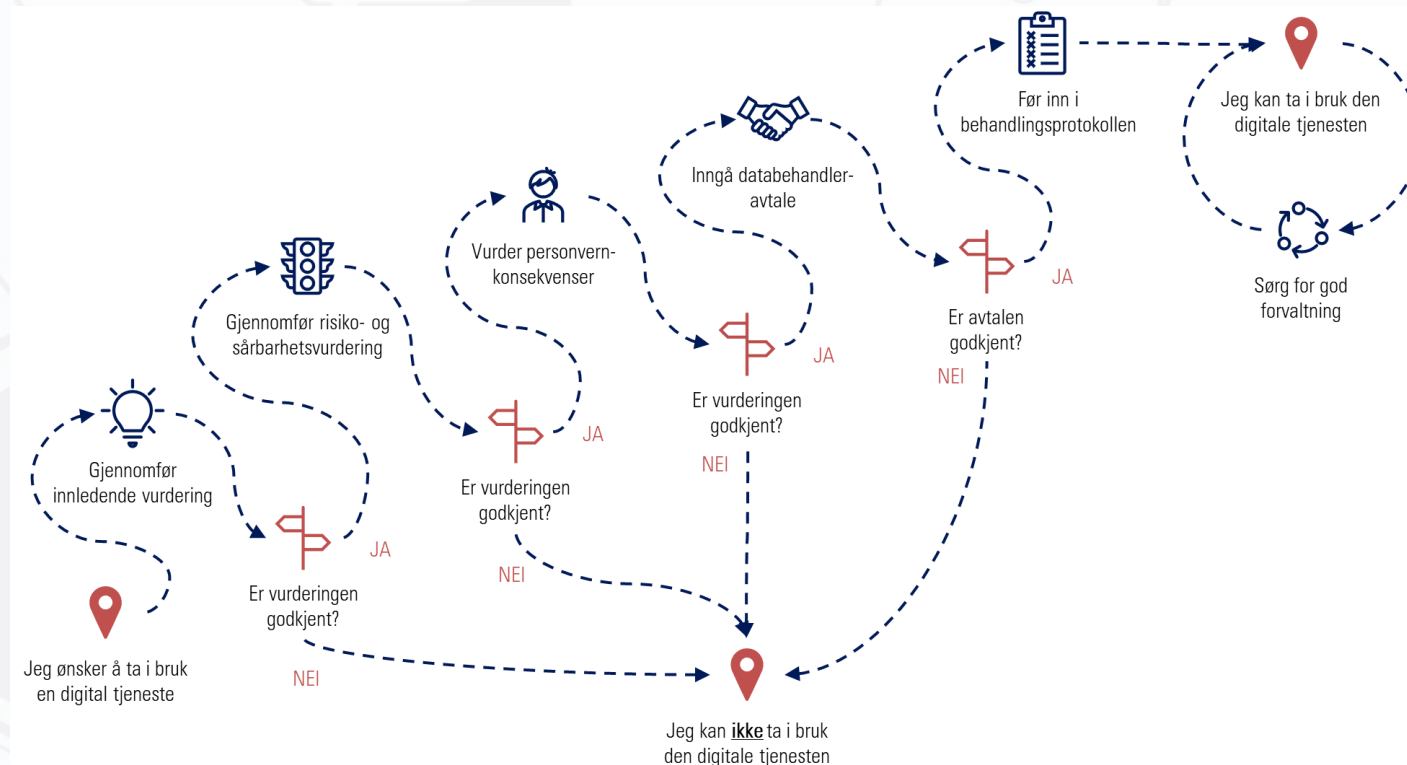 Jeg ønsker å ta i bruk
en digital tjeneste
Gjennomfør
innledende vurdering
Er vurderingen
godkjent?
JA
NEI
Gjennomfør risiko- og
sårbarhetsvurdering
Er vurderingen
godkjent?
JA
NEI
Vurder personvern-
konsekvenser
Er vurderingen
godkjent?
JA
NEI
Inngå databehandler-
avtale
Er avtalen
godkjent?
JA
NEI
Før inn i
behandlingsprotokollen
Jeg kan ta i bruk den
digitale tjenesten
Sørg for god
forvaltning
Jeg kan ikke ta i bruk
den digitale tjenesten